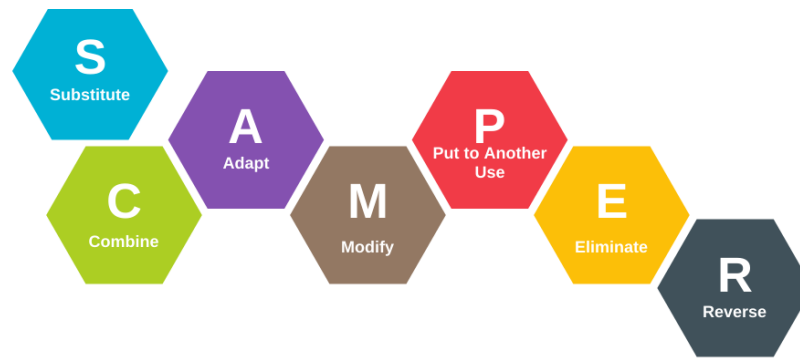 S
Substitute
C
Combine
A
Adapt
M
Modify
P
Put to Another
Use
E
Eliminate
R
Reverse